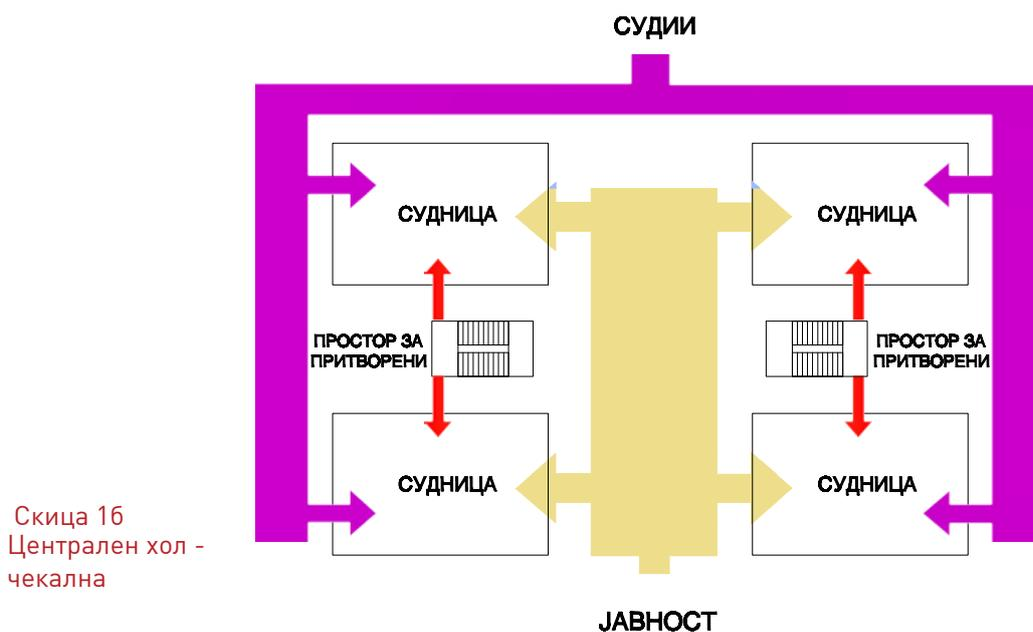 СУДИИ
СУДНИЦА
СУДНИЦА
ПРОСТОР ЗА
ПРИТВОРЕНИ
ПРОСТОР ЗА
ПРИТВОРЕНИ
СУДНИЦА
СУДНИЦА
Скица 1б
Централен хол -
чекална
ЈАВНОСТ